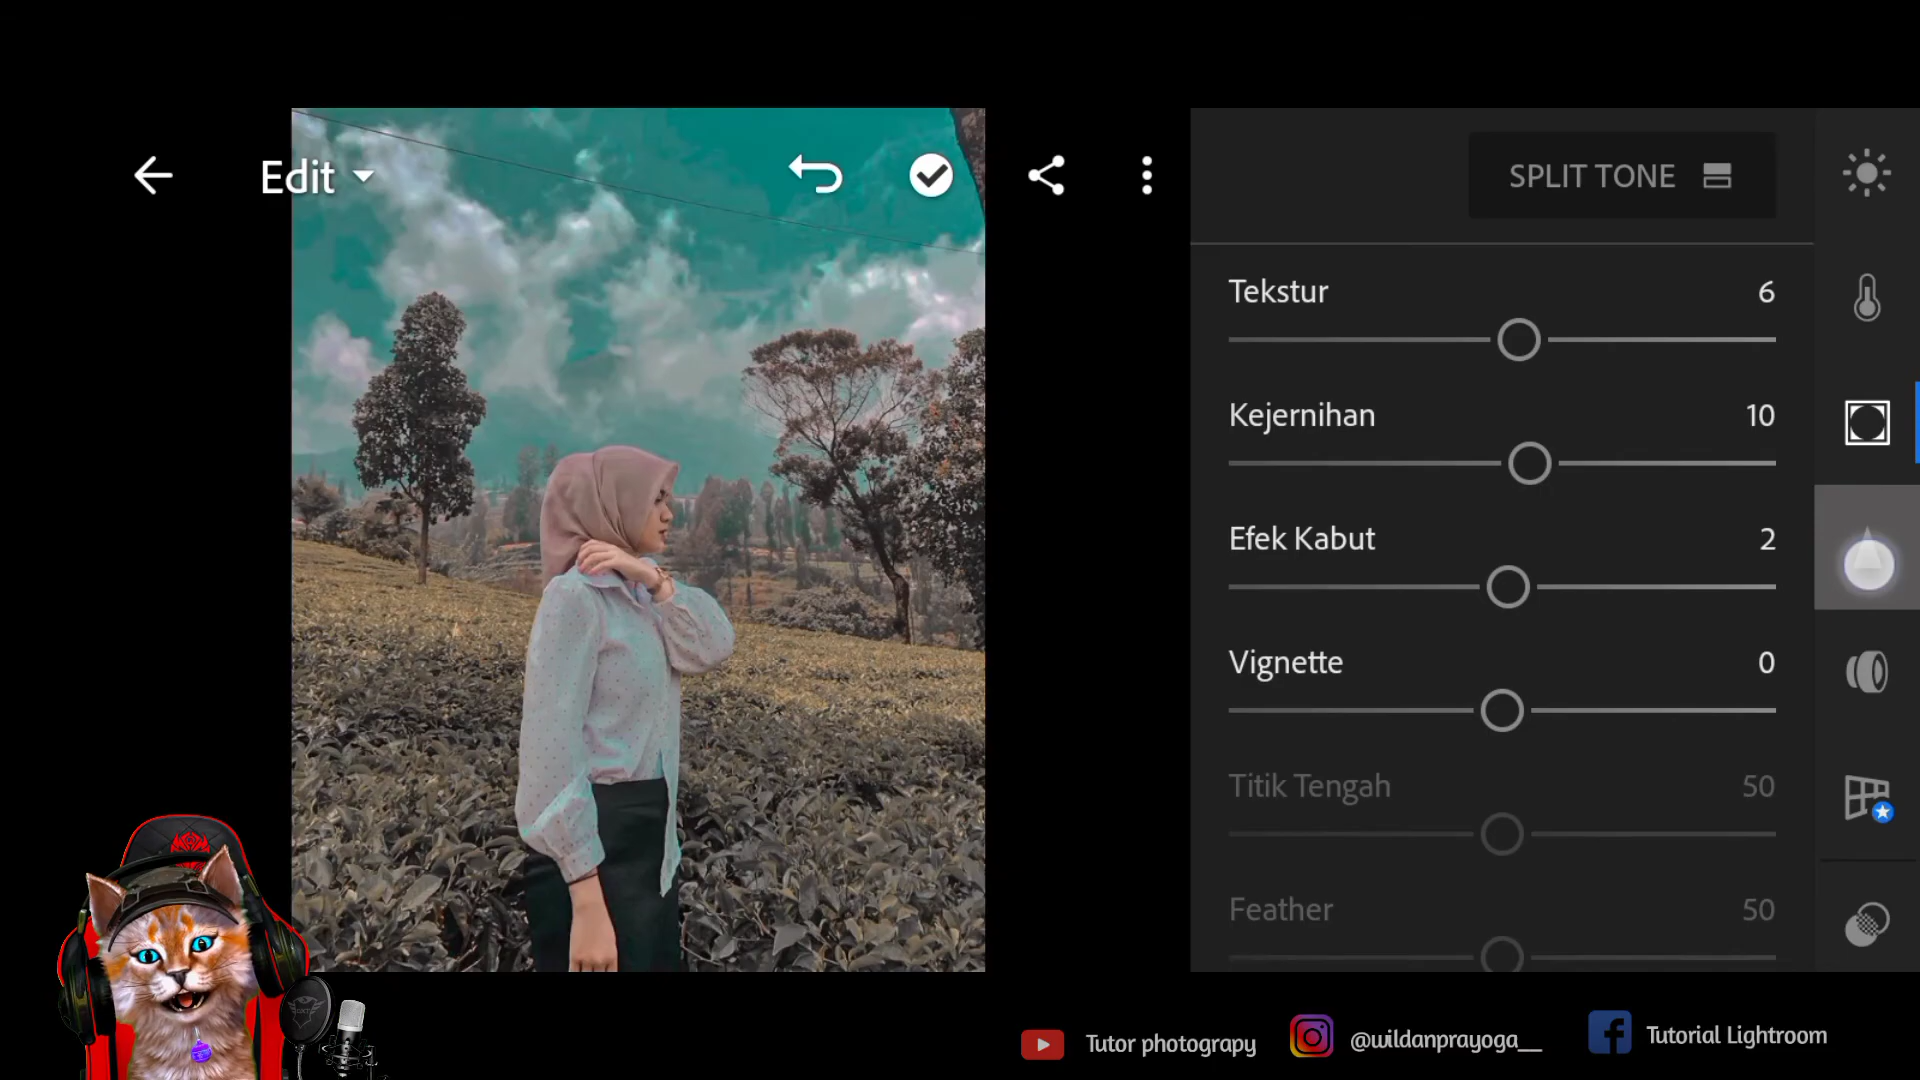 Edit
SPLIT TONE
Tekstur 6
Kejernihan 10
Efek Kabut 2
Vignette 0
Titik Tengah 50
Feather 50
Tutor photograpy
@wildanprayoga__
Tutorial Lightroom